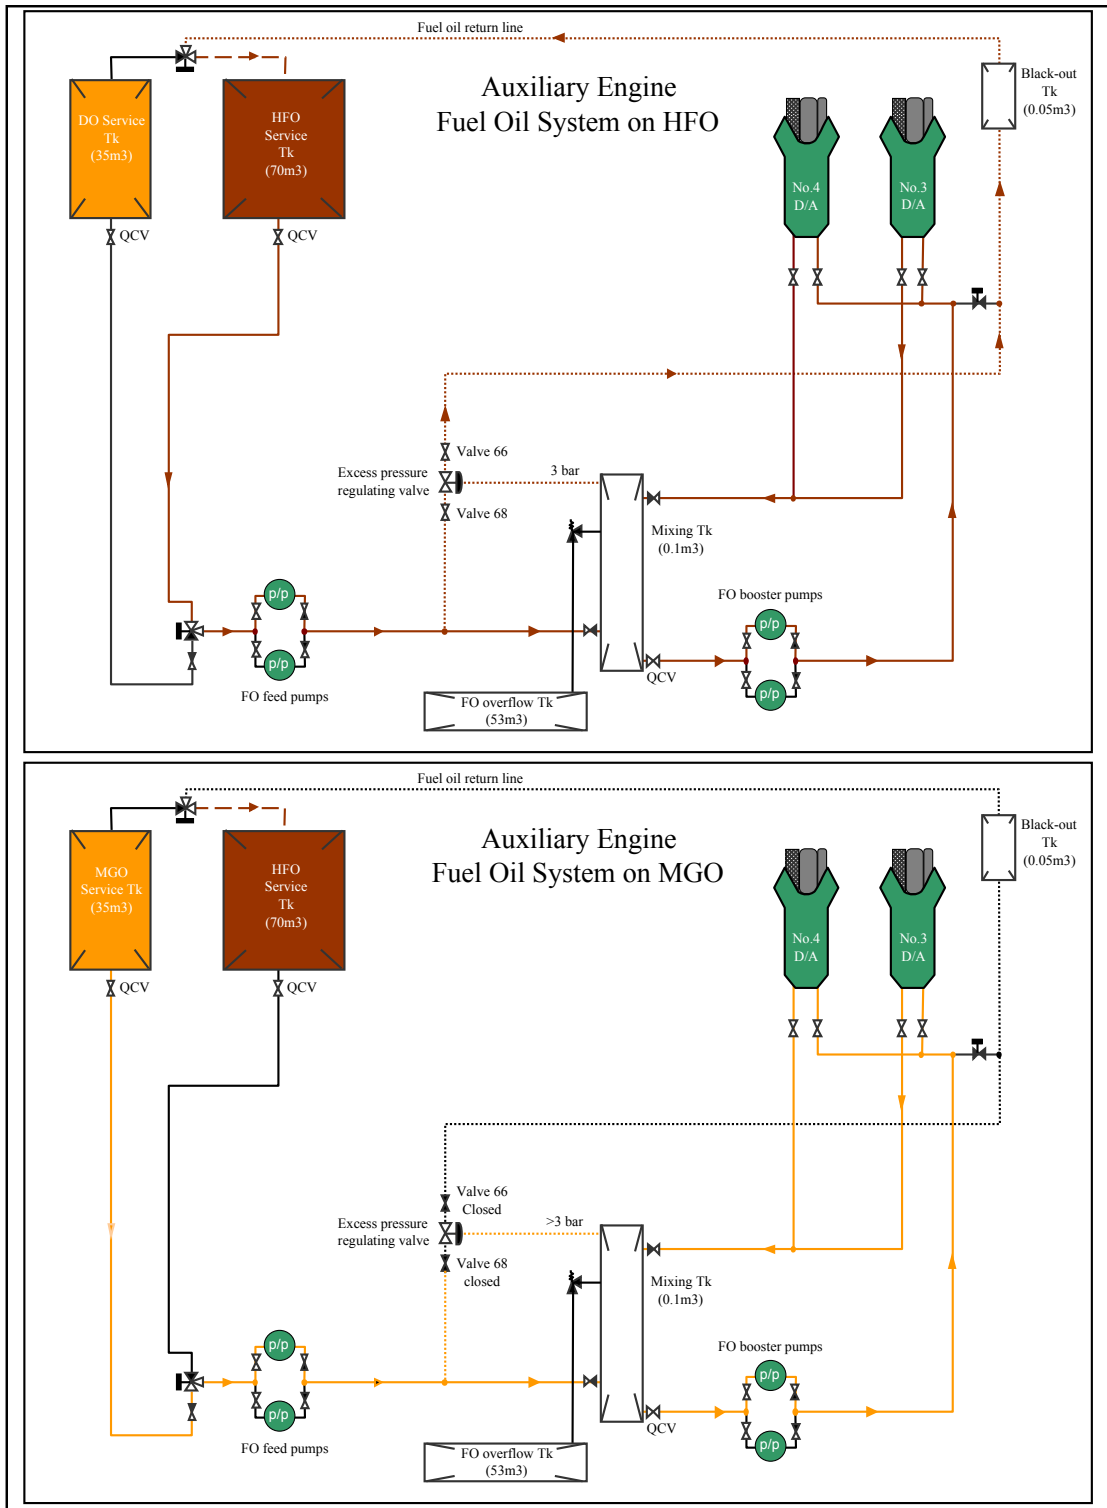 Fuel oil return line
Auxiliary Engine
Fuel Oil System on HFO
Black-out
Tk
(0.05m3)
DO Service
Tk
(35m3)
HFO
Service
Tk
(70m3)
No.4
D/A
No.3
D/A
QCV
QCV
Valve 66
Excess pressure
regulating valve
3 bar
Valve 68
Mixing Tk
(0.1m3)
p/p
p/p
FO feed pumps
FO booster pumps
p/p
p/p
QCV
FO overflow Tk
(53m3)
Fuel oil return line
Auxiliary Engine
Fuel Oil System on MGO
Black-out
Tk
(0.05m3)
MGO
Service Tk
(35m3)
HFO
Service
Tk
(70m3)
No.4
D/A
No.3
D/A
QCV
QCV
Valve 66
Closed
Excess pressure
regulating valve
>3 bar
Valve 68
closed
Mixing Tk
(0.1m3)
p/p
p/p
FO feed pumps
FO booster pumps
p/p
p/p
QCV
FO overflow Tk
(53m3)